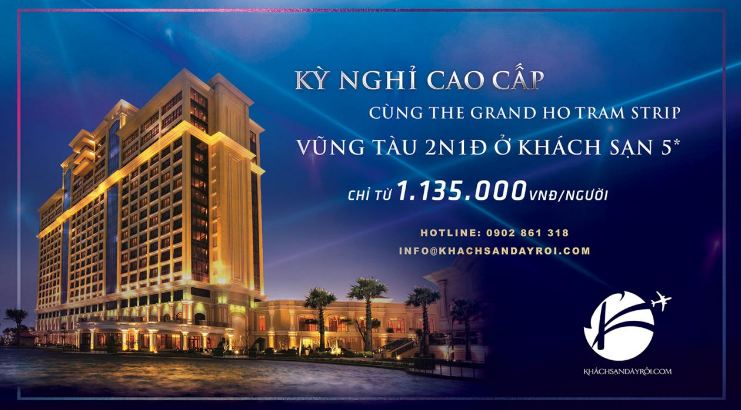 KỲ NGHỈ CAO CẤP
CÙNG THE GRAND HO TRAM STRIP
VŨNG TÀU 2N1Đ Ở KHÁCH SẠN 5*
CHỈ TỪ 1.135.000 VNĐ/NGƯỜI
HOTLINE: 0902 861 318
INFO@KHACHSANDAYROI.COM
KHÁCHSẠNĐÂYRỒI.COM